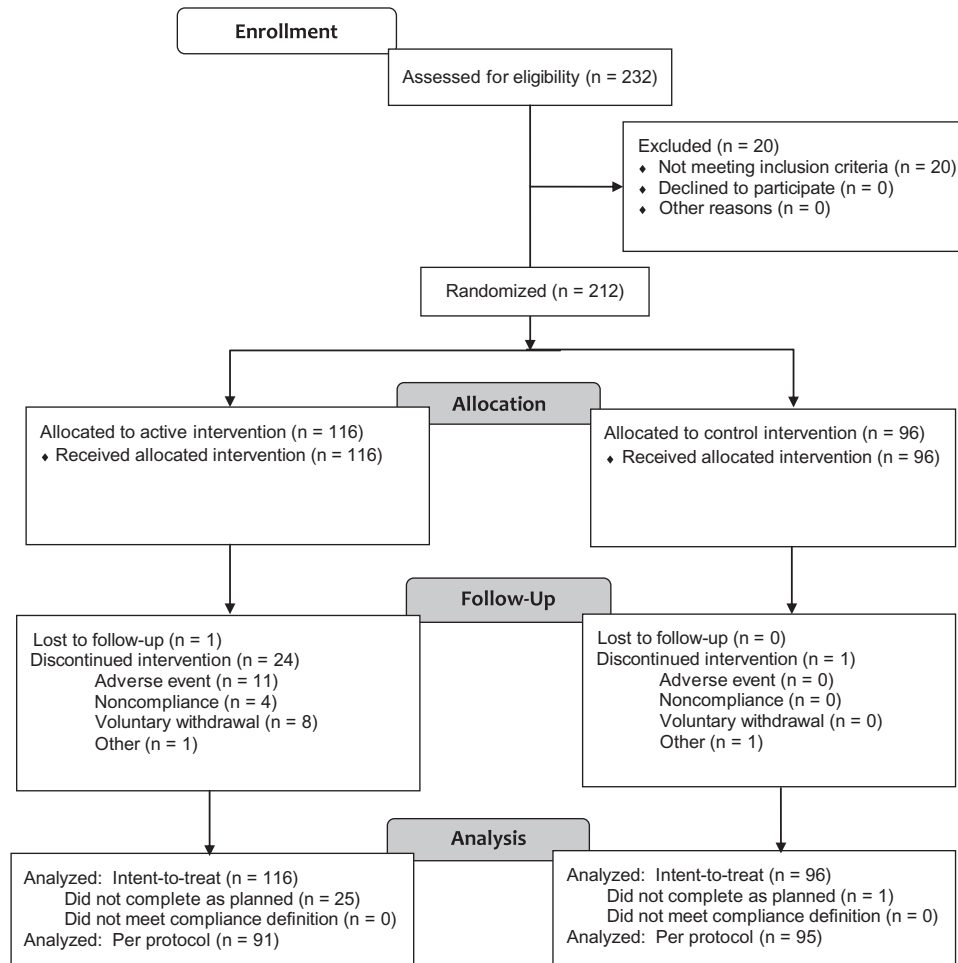 Enrollment
Assessed for eligibility (n = 232)
Excluded (n = 20)
♦ Not meeting inclusion criteria (n = 20)
♦ Declined to participate (n = 0)
♦ Other reasons (n = 0)
Randomized (n = 212)
Allocation
Allocated to active intervention (n = 116)
♦ Received allocated intervention (n = 116)
Allocated to control intervention (n = 96)
♦ Received allocated intervention (n = 96)
Follow-Up
Lost to follow-up (n = 1)
Discontinued intervention (n = 24)
Adverse event (n = 11)
Noncompliance (n = 4)
Voluntary withdrawal (n = 8)
Other (n = 1)
Lost to follow-up (n = 0)
Discontinued intervention (n = 1)
Adverse event (n = 0)
Noncompliance (n = 0)
Voluntary withdrawal (n = 0)
Other (n = 1)
Analysis
Analyzed: Intent-to-treat (n = 116)
Did not complete as planned (n = 25)
Did not meet compliance definition (n = 0)
Analyzed: Per protocol (n = 91)
Analyzed: Intent-to-treat (n = 96)
Did not complete as planned (n = 1)
Did not meet compliance definition (n = 0)
Analyzed: Per protocol (n = 95)